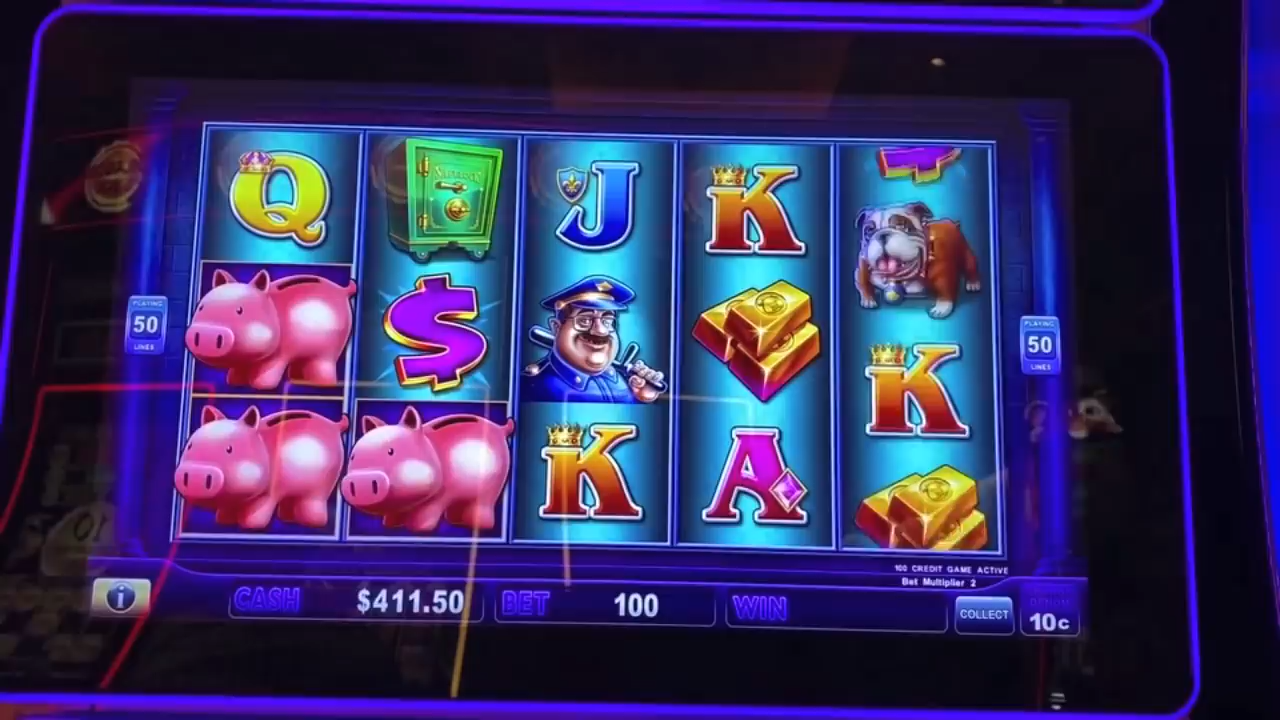 Q
J
K
$
K
K
A
PLAYING
50
LINES
PLAYING
50
LINES
100 CREDIT GAME ACTIVE
Bet Multiplier 2
CASH $411.50
BET 100
WIN
COLLECT
DENOM
10c
i